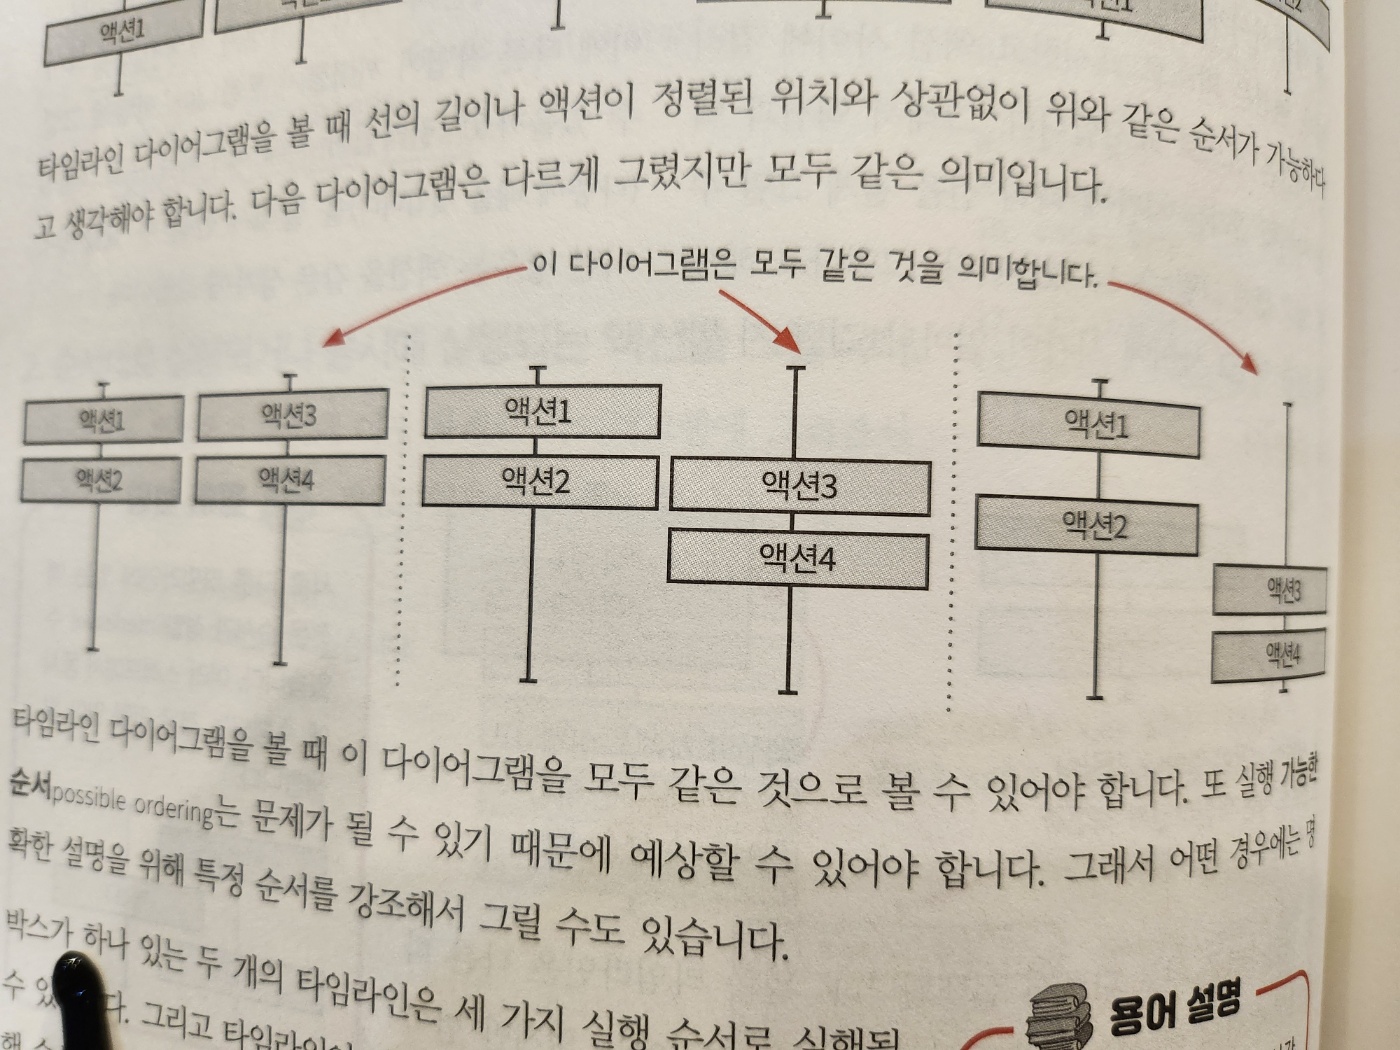 액션1
액션1
타임라인 다이어그램을 볼 때 선의 길이나 액션이 정렬된 위치와 상관없이 위와 같은 순서가 가능하다
고 생각해야 합니다. 다음 다이어그램은 다르게 그렸지만 모두 같은 의미입니다.
이 다이어그램은 모두 같은 것을 의미합니다.
액션1
액션2
액션3
액션4
액션1
액션2
액션3
액션4
액션1
액션2
액션3
액션4
타임라인 다이어그램을 볼 때 이 다이어그램을 모두 같은 것으로 볼 수 있어야 합니다. 또 실행 가능한
순서possible ordering는 문제가 될 수 있기 때문에 예상할 수 있어야 합니다. 그래서 어떤 경우에는 명
확한 설명을 위해 특정 순서를 강조해서 그릴 수도 있습니다.
박스가 하나 있는 두 개의 타임라인은 세 가지 실행 순서로 실행될
수 다. 그리고
용어 설명